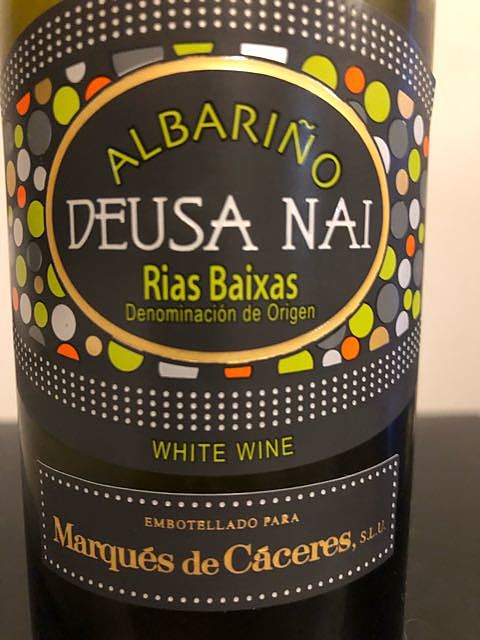 ALBARIÑO
DEUSA NAI
Rias Baixas
Denominación de Origen
WHITE WINE
EMBOTELLADO PARA
Marqués de Cáceres, S.L.U.